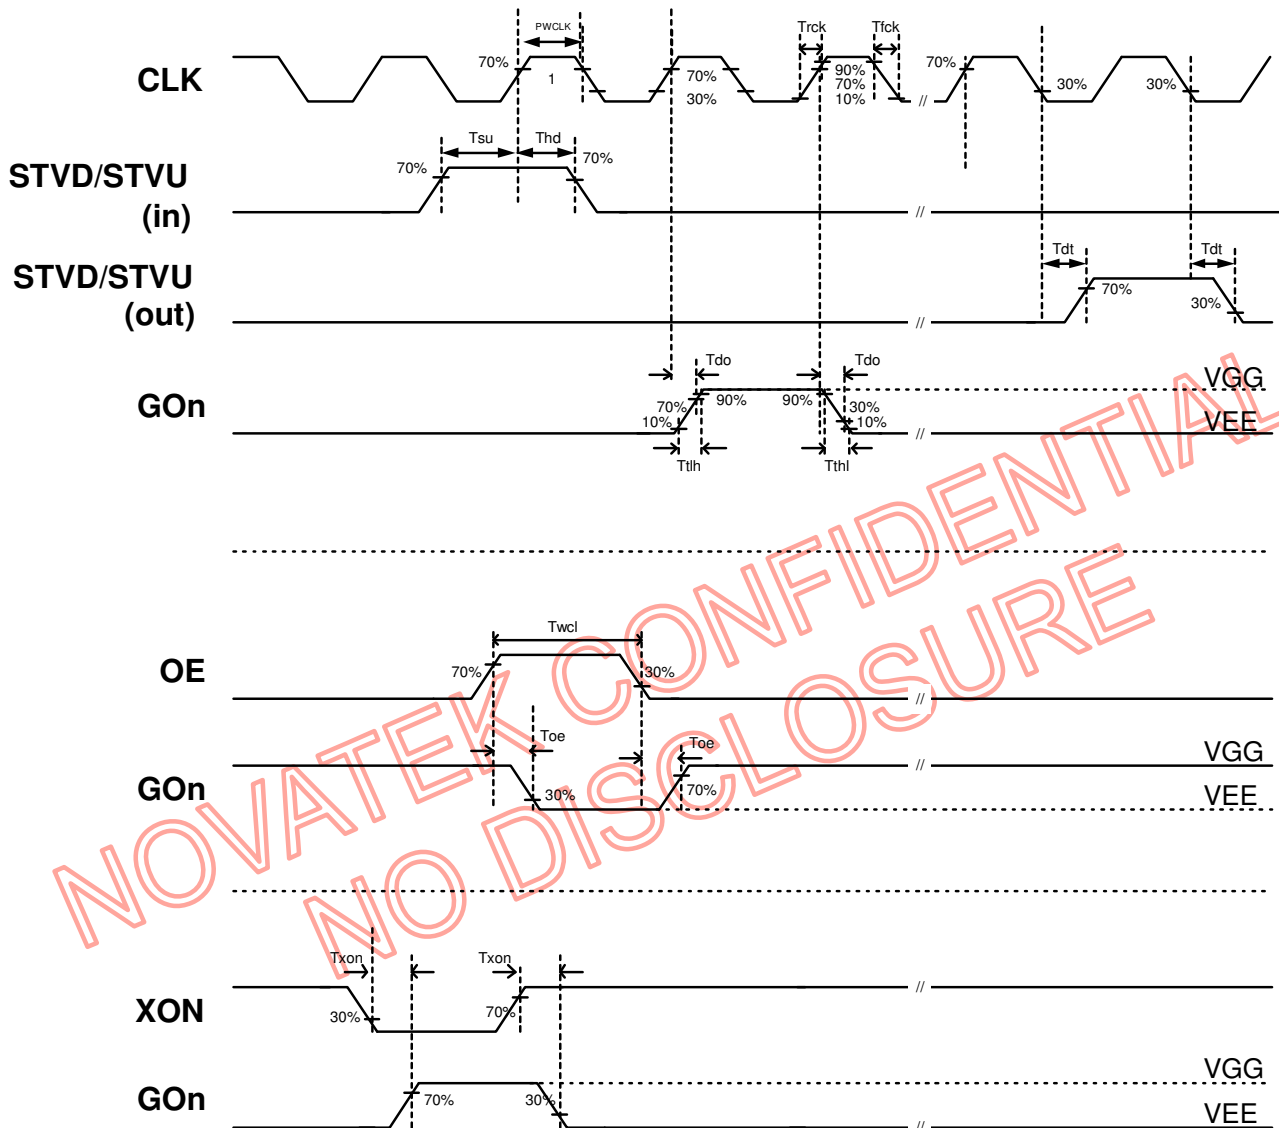 PWCLK
Trck Tfck
CLK 70% 1 70% 30% 90% 70% 10% // 70% 30% 30%
Tsu Thd
STVD/STVU (in) 70% 70% //
Tdt Tdt
STVD/STVU (out) // 70% 30%
Tdo Tdo
VGG
GOn 10% 70% 90% 90% 30% 10% //
VEE
Ttlh Tthl
Twcl
OE 70% 30% //
Toe Toe
VGG
GOn 30% 70% //
VEE
Txon Txon
XON 30% 70% //
VGG
GOn 70% 30% //
VEE
NOVATEK CONFIDENTIAL
NO DISCLOSURE